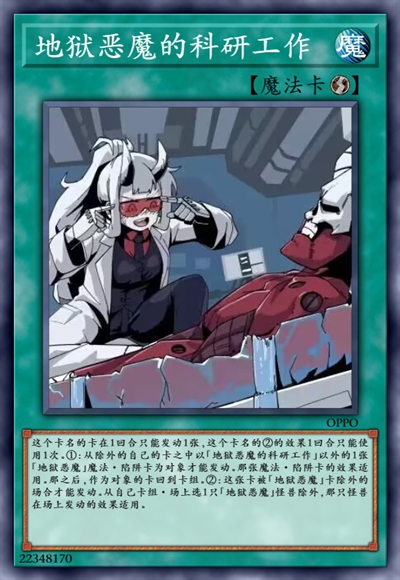 地狱恶魔的科研工作
魔
【魔法卡】
OPPO
这个卡名的卡在1回合只能发动1张,这个卡名的②的效果1回合只能使
用1次。①:从除外的自己的卡之中以「地狱恶魔的科研工作」以外的1张
「地狱恶魔」魔法·陷阱卡为对象才能发动。那张魔法·陷阱卡的效果适
用。那之后,作为对象的卡回到卡组。②:这张卡被「地狱恶魔」卡除外的
场合才能发动。从自己卡组·场上选1只「地狱恶魔」怪兽除外,那只怪兽
在场上发动的效果适用。
22348170